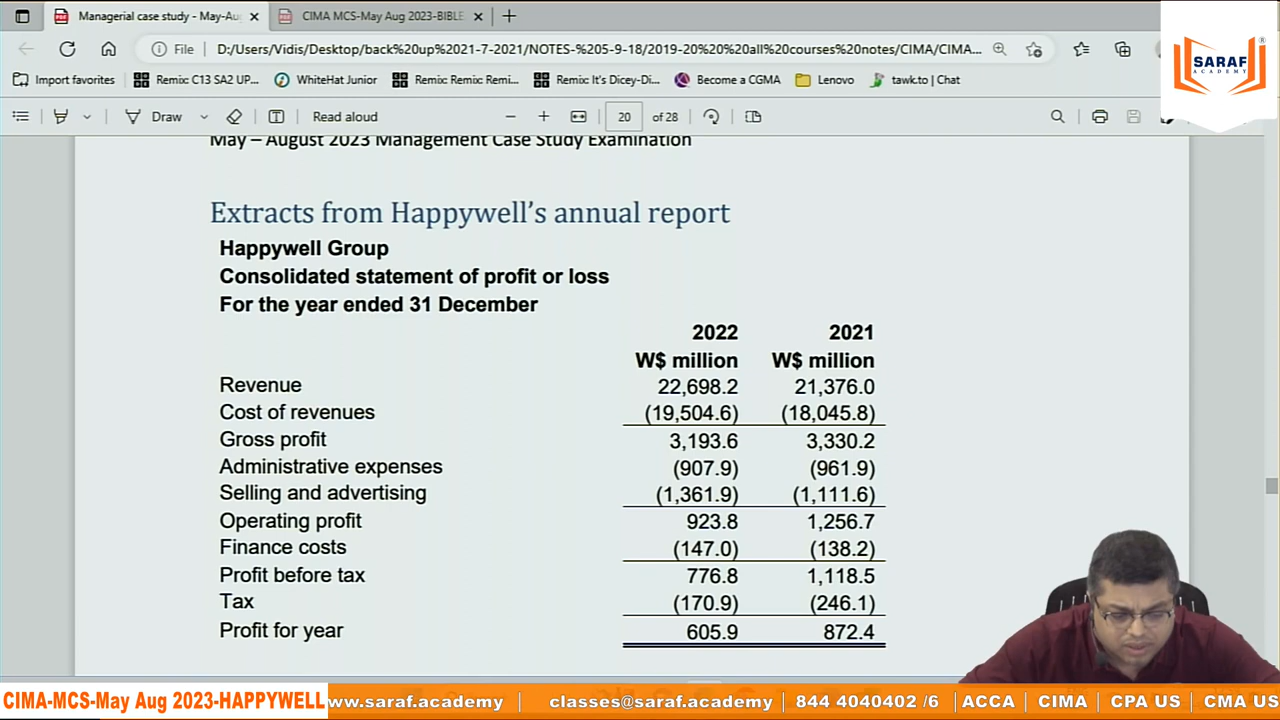 Managerial case study - May-Au
CIMA MCS-May Aug 2023-BIBLE
File
D:/Users/Vidis/Desktop/back%20up%2021-7-2021/NOTES-%205-9-18/2019-20%20%20all%20courses%20notes/CIMA/CIMA...
Import favorites
Remix: C13 SA2 UP...
WhiteHat Junior
Remix: Remix: Remi...
Remix: It's Dicey-Di...
Become a CGMA
Lenovo
tawk.to | Chat
SARAF
ACADEMY
Draw
Read aloud
20 of 28
May – August 2023 Management Case Study Examination
Extracts from Happywell's annual report
Happywell Group
Consolidated statement of profit or loss
For the year ended 31 December
2022 2021
W$ million W$ million
Revenue 22,698.2 21,376.0
Cost of revenues (19,504.6) (18,045.8)
Gross profit 3,193.6 3,330.2
Administrative expenses (907.9) (961.9)
Selling and advertising (1,361.9) (1,111.6)
Operating profit 923.8 1,256.7
Finance costs (147.0) (138.2)
Profit before tax 776.8 1,118.5
Tax (170.9) (246.1)
Profit for year 605.9 872.4
CIMA-MCS-May Aug 2023-HAPPYWELL
www.saraf.academy | classes@saraf.academy | 844 4040402 /6 | ACCA | CIMA | CPA US | CMA US